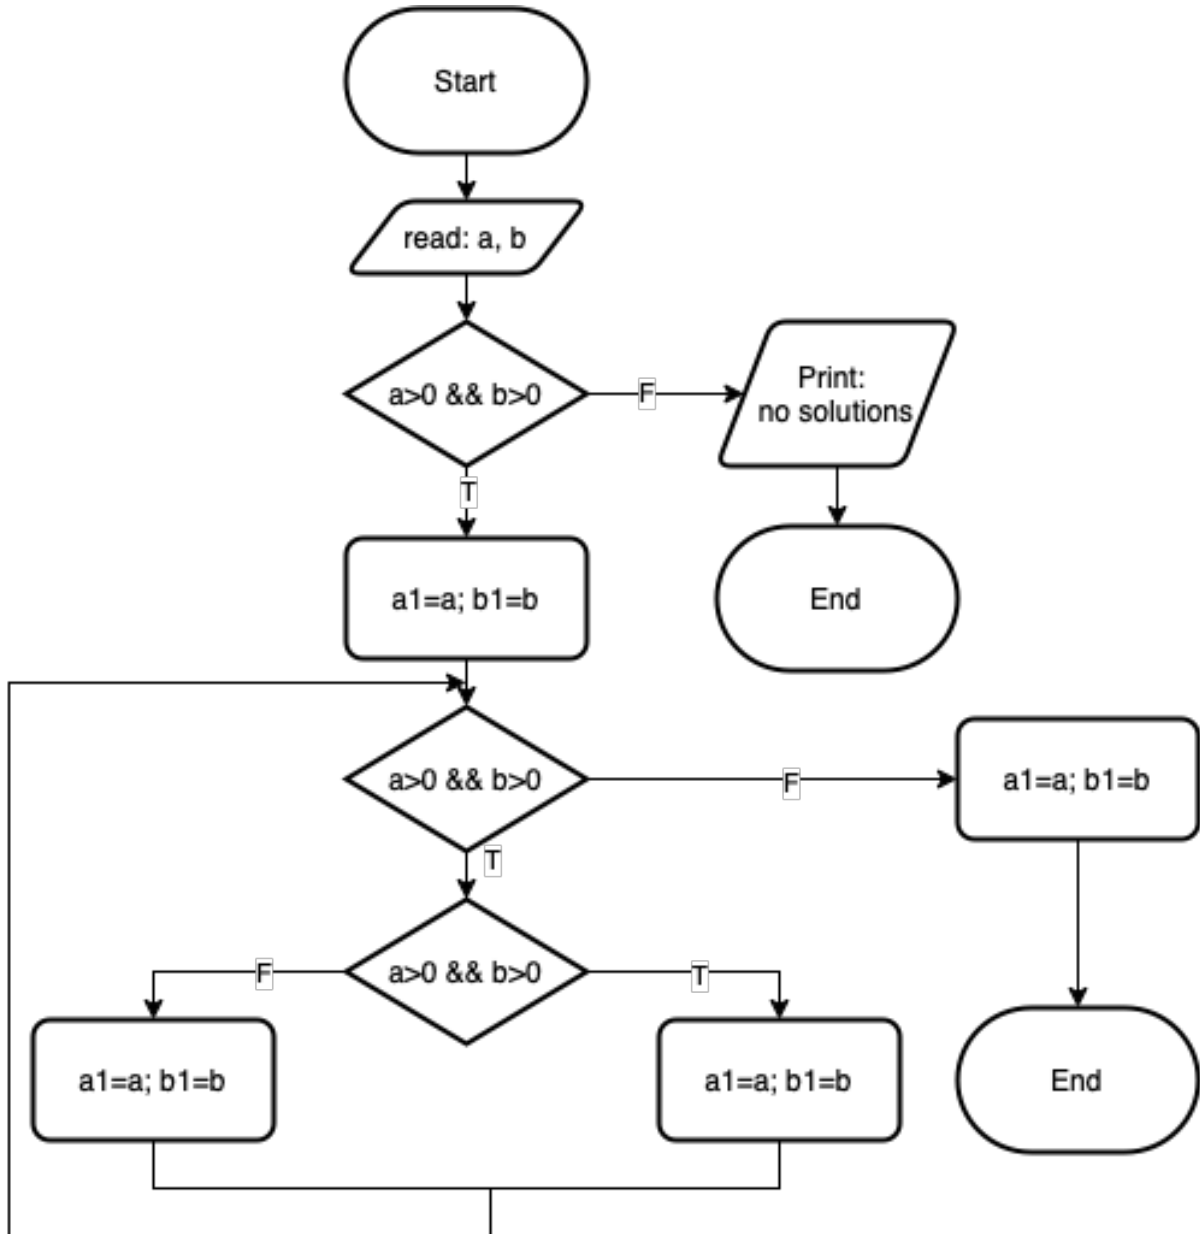 Start
read: a, b
a>0 && b>0
F
Print:
no solutions
T
a1=a; b1=b
End
a>0 && b>0
F
a1=a; b1=b
T
a>0 && b>0
F
T
a1=a; b1=b
a1=a; b1=b
End